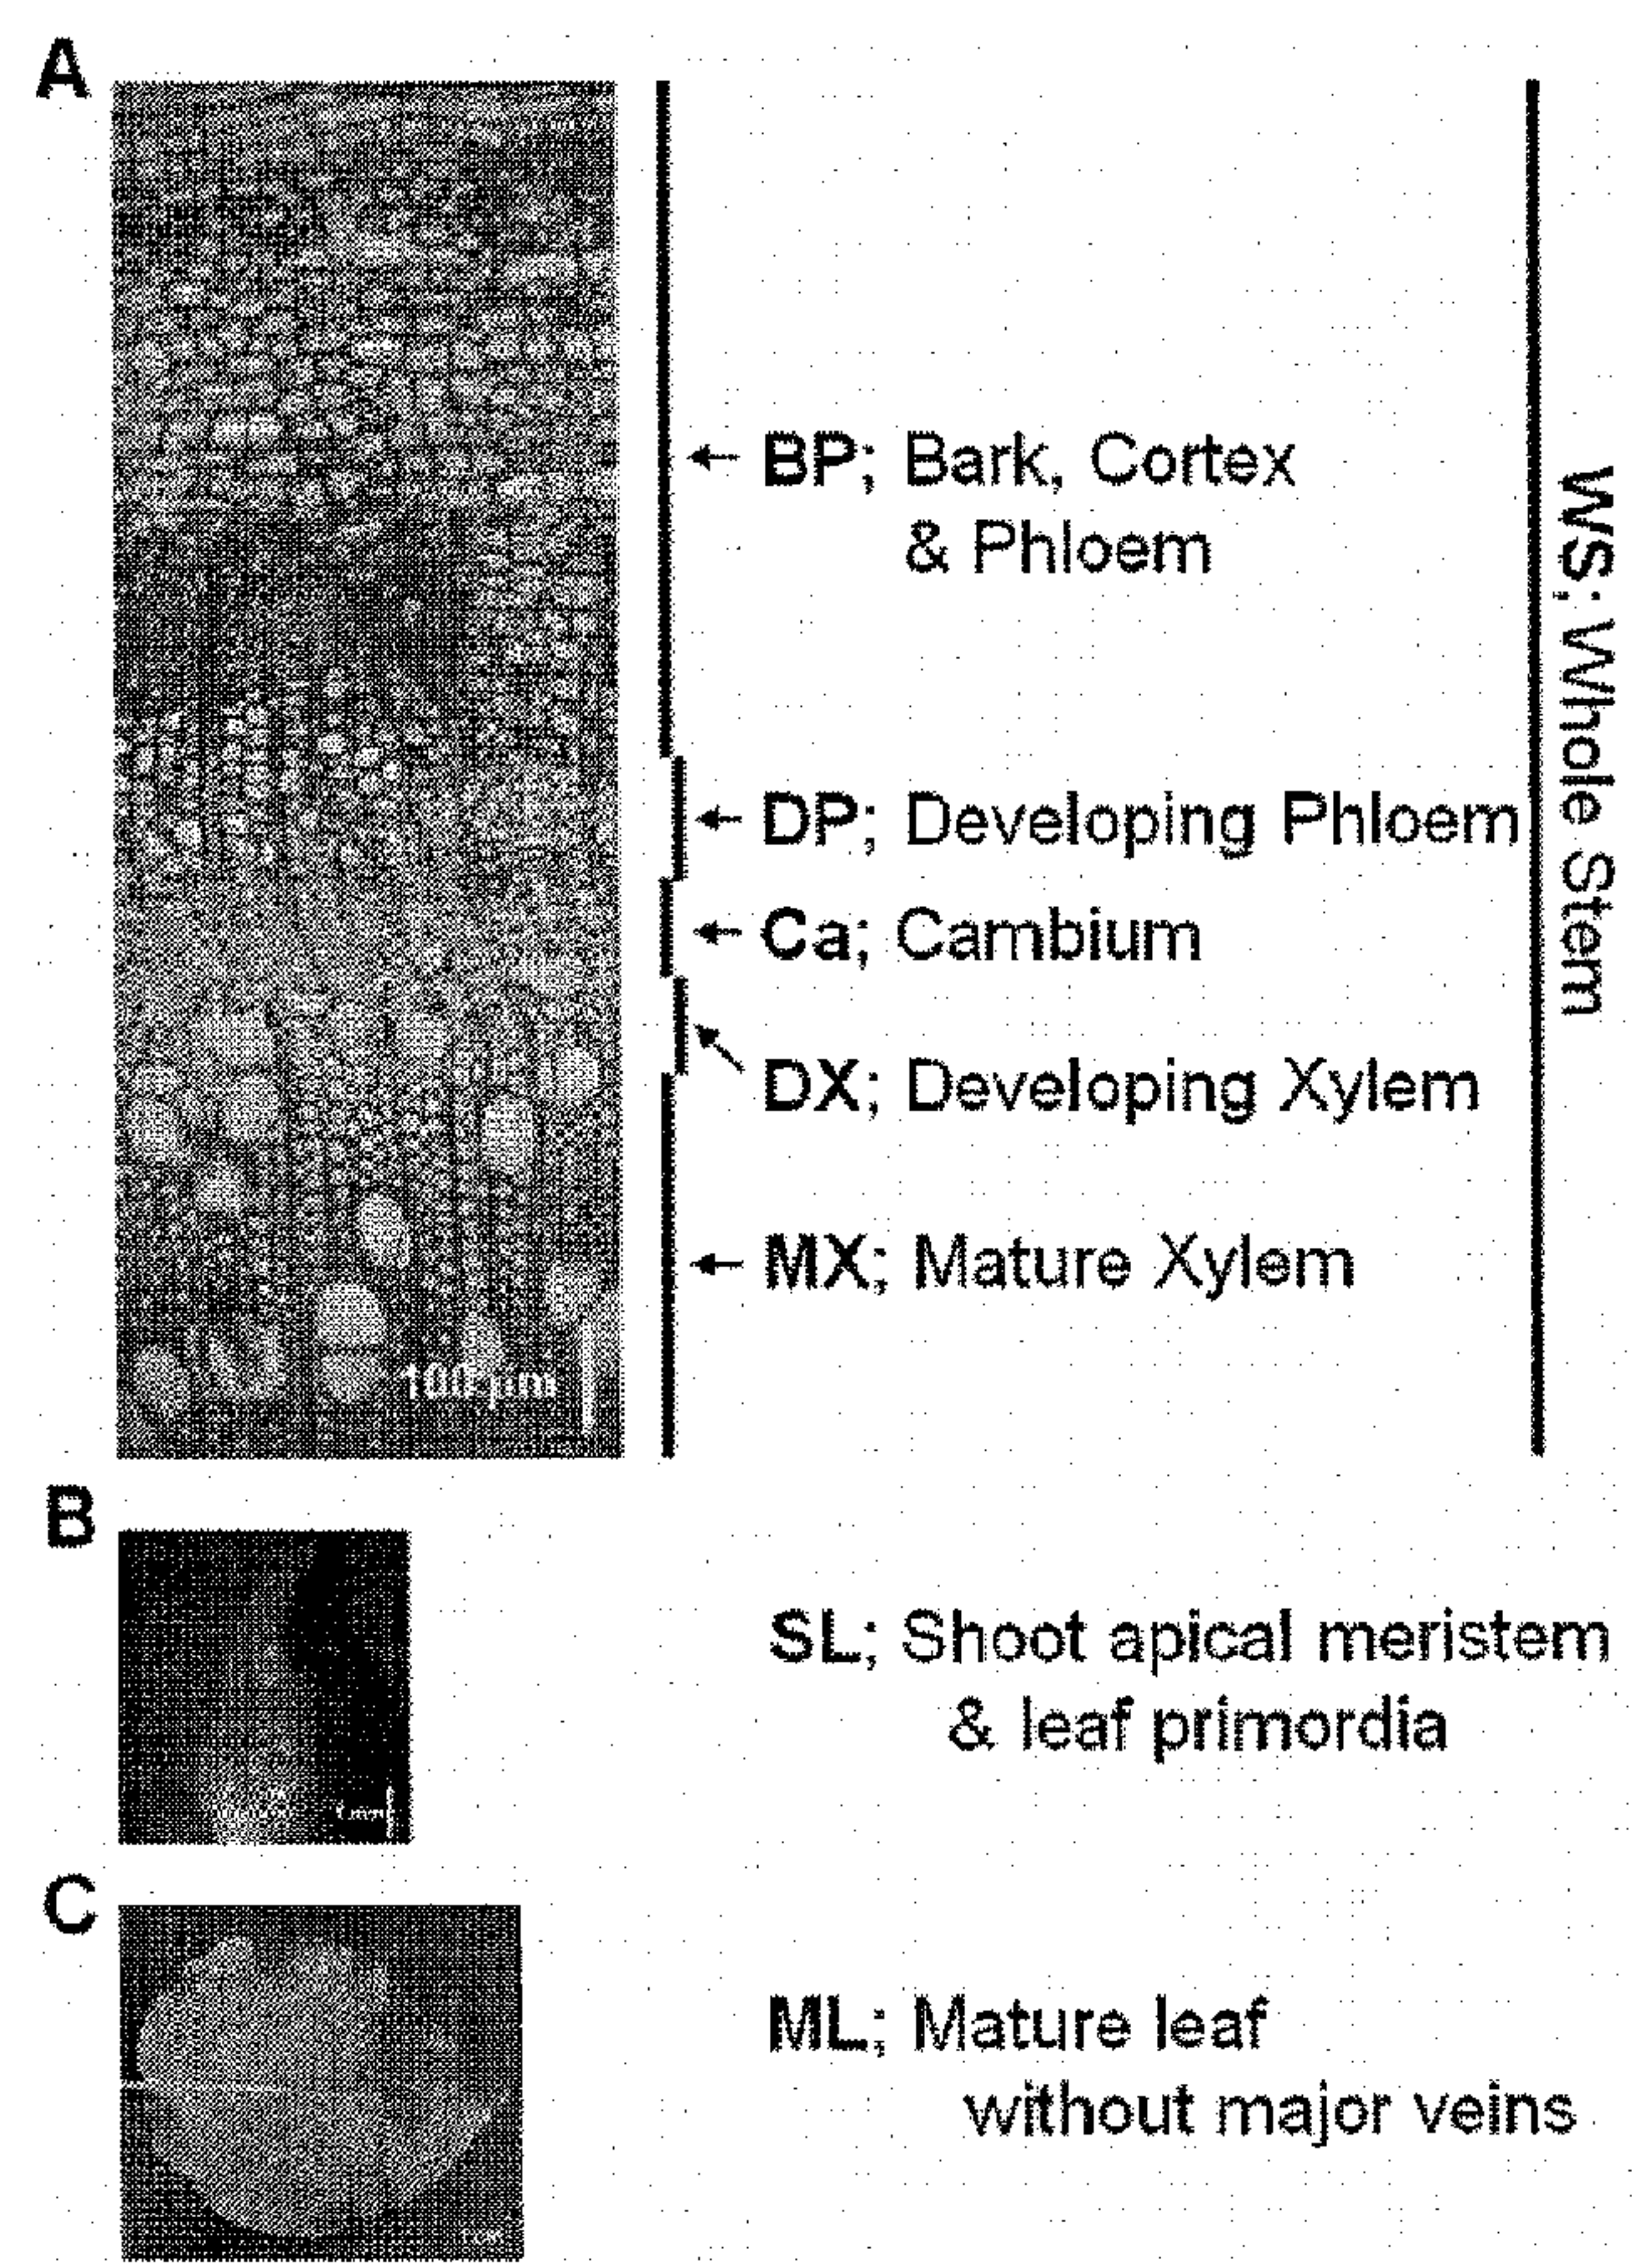 A
BP; Bark, Cortex
& Phloem
DP; Developing Phloem
Ca; Cambium
DX; Developing Xylem
MX; Mature Xylem
WS; Whole Stem
100 µm
B
SL; Shoot apical meristem
& leaf primordia
1mm
C
ML; Mature leaf
without major veins